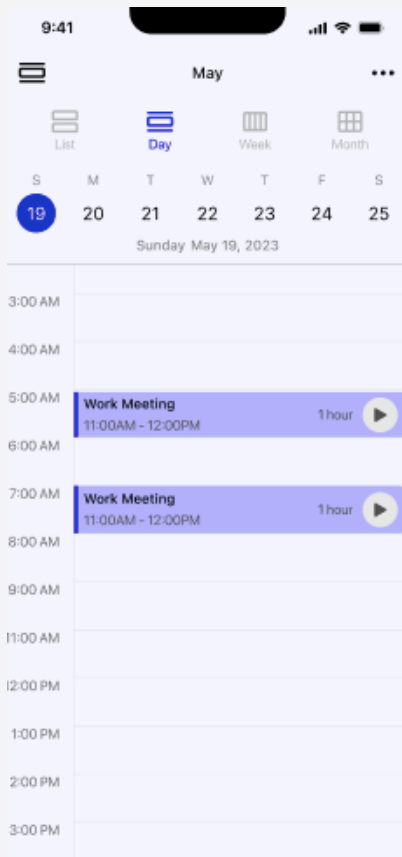 9:41
May
List Day Week Month
S M T W T F S
19 20 21 22 23 24 25
Sunday May 19, 2023
3:00 AM
4:00 AM
5:00 AM
Work Meeting
11:00AM - 12:00PM
1 hour
6:00 AM
7:00 AM
Work Meeting
11:00AM - 12:00PM
1 hour
8:00 AM
9:00 AM
11:00 AM
12:00 PM
1:00 PM
2:00 PM
3:00 PM